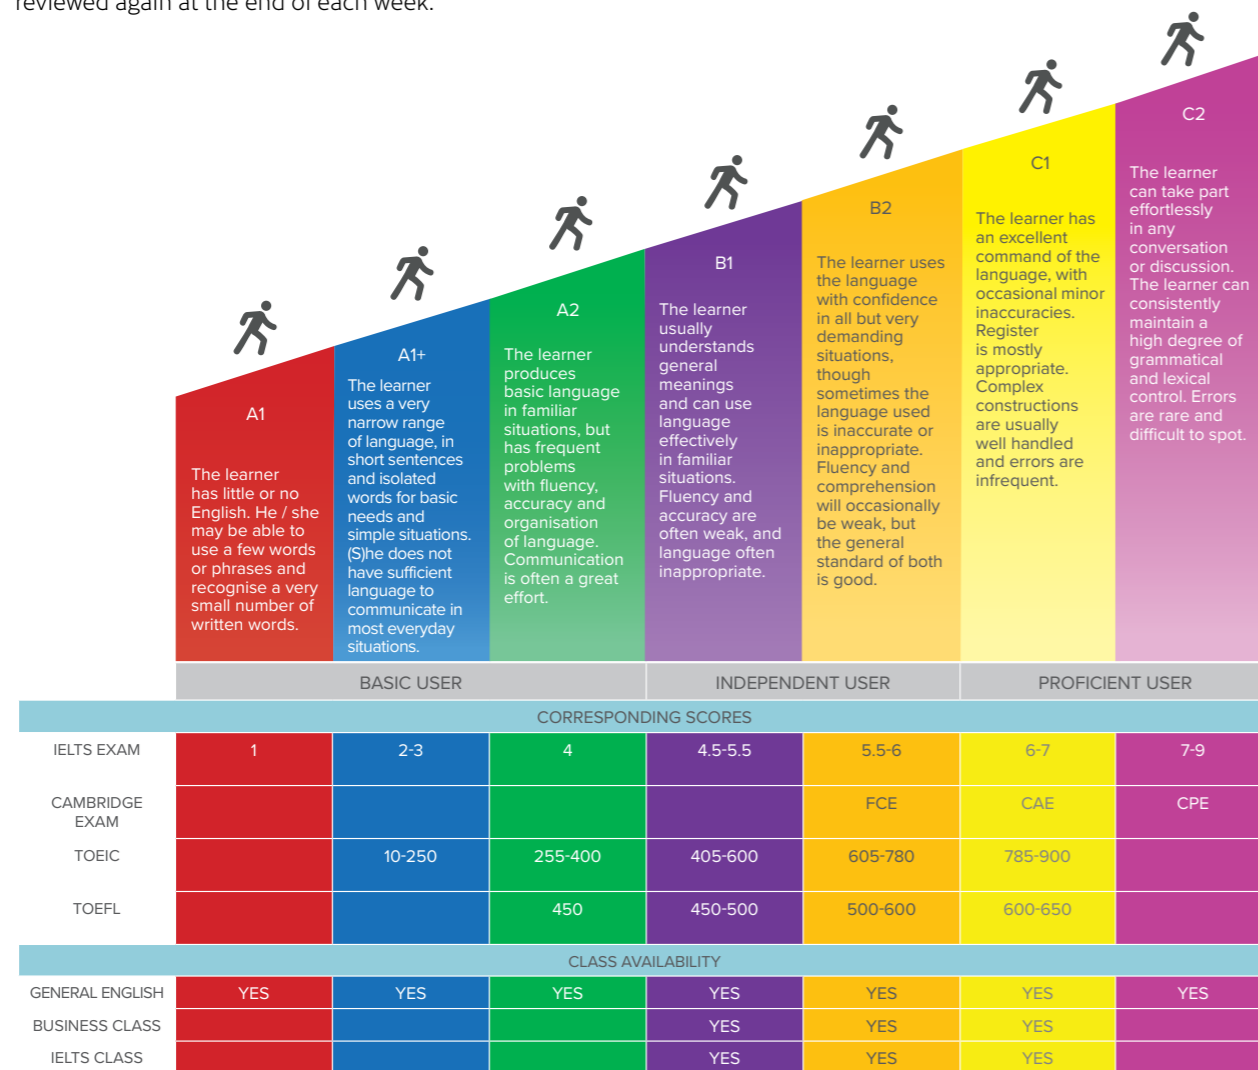 reviewed again at the end of each week.
A1
The learner
has little or no
English. He / she
may be able to
use a few words
or phrases and
recognise a very
small number of
written words.
A1+
The learner
uses a very
narrow range
of language, in
short sentences
and isolated
words for basic
needs and
simple situations.
(S)he does not
have sufficient
language to
communicate in
most everyday
situations.
A2
The learner
produces
basic language
in familiar
situations, but
has frequent
problems
with fluency,
accuracy and
organisation
of language.
Communication
is often a great
effort.
B1
The learner
usually
understands
general
meanings
and can use
language
effectively
in familiar
situations.
Fluency and
accuracy are
often weak, and
language often
inappropriate.
B2
The learner uses
the language
with confidence
in all but very
demanding
situations,
though
sometimes the
language used
is inaccurate or
inappropriate.
Fluency and
comprehension
will occasionally
be weak, but
the general
standard of both
is good.
C1
The learner has
an excellent
command of the
language, with
occasional minor
inaccuracies.
Register
is mostly
appropriate.
Complex
constructions
are usually
well handled
and errors are
infrequent.
C2
The learner
can take part
effortlessly
in any
conversation
or discussion.
The learner can
consistently
maintain a
high degree of
grammatical
and lexical
control. Errors
are rare and
difficult to spot.
BASIC USER INDEPENDENT USER PROFICIENT USER
CORRESPONDING SCORES
IELTS EXAM 1 2-3 4 4.5-5.5 5.5-6 6-7 7-9
CAMBRIDGE
EXAM FCE CAE CPE
TOEIC 10-250 255-400 405-600 605-780 785-900
TOEFL 450 450-500 500-600 600-650
CLASS AVAILABILITY
GENERAL ENGLISH YES YES YES YES YES YES YES
BUSINESS CLASS YES YES YES
IELTS CLASS YES YES YES